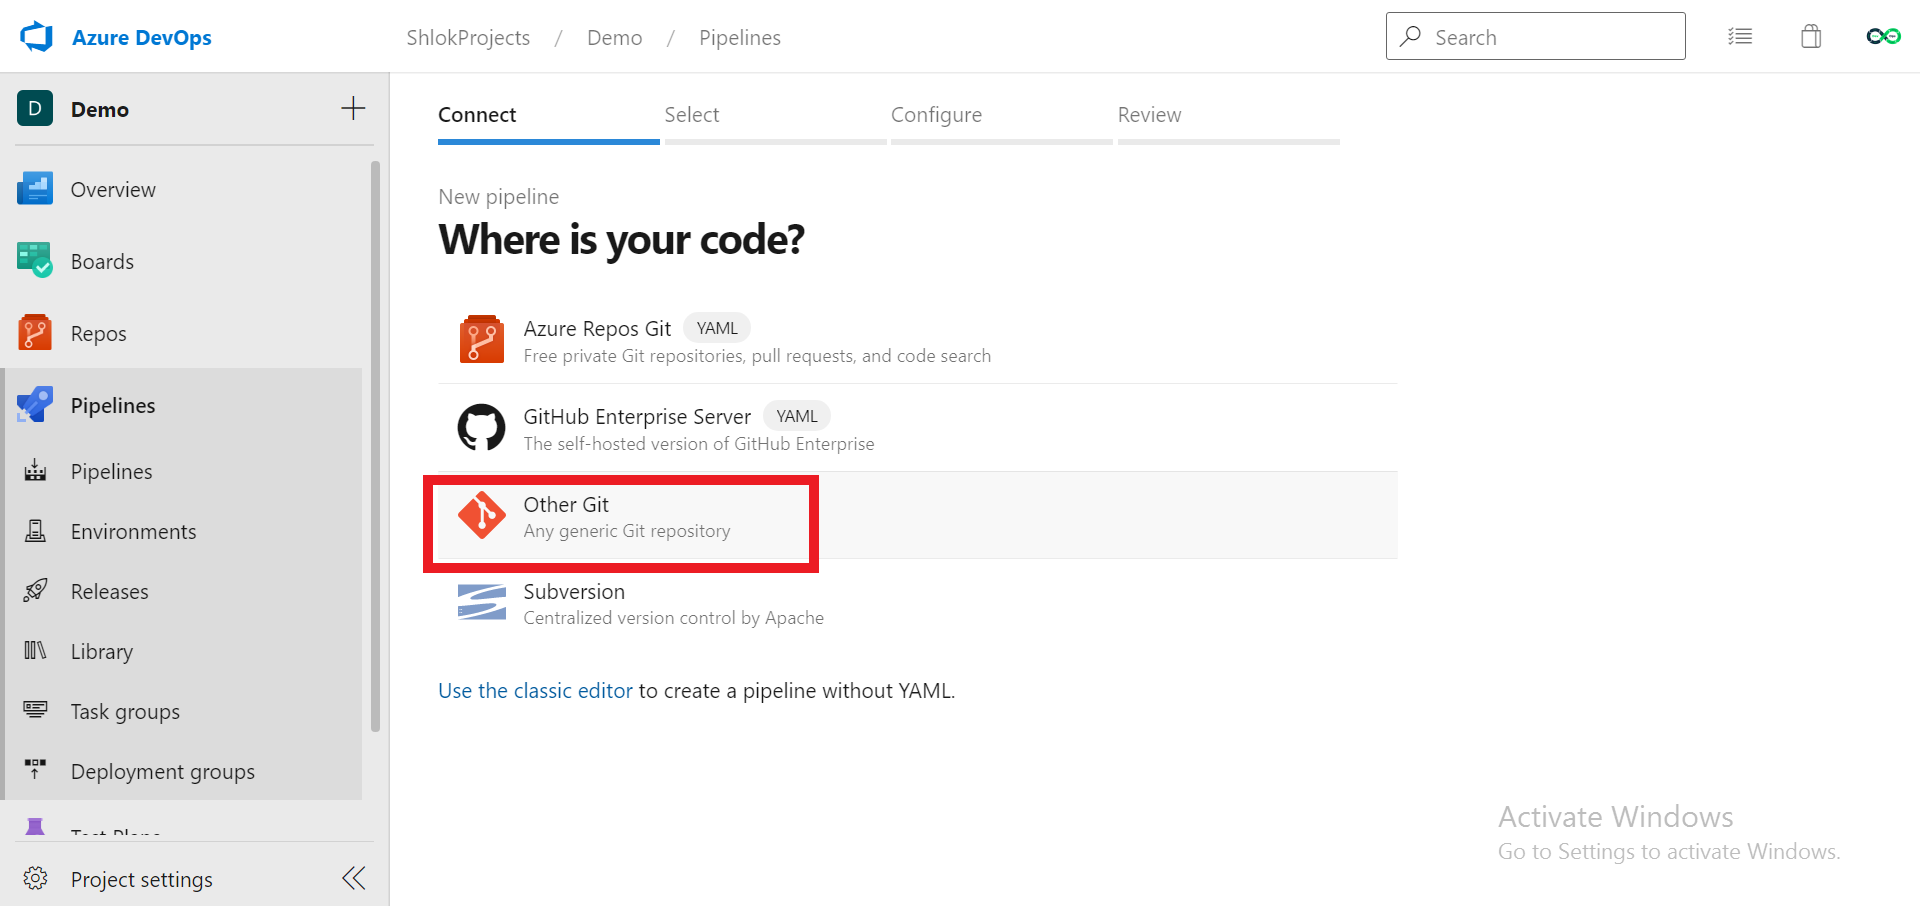 Azure DevOps
ShlokProjects / Demo / Pipelines
Search
D Demo
Overview
Boards
Repos
Pipelines
Pipelines
Environments
Releases
Library
Task groups
Deployment groups
Test Plans
Project settings
Connect Select Configure Review
New pipeline
Where is your code?
Azure Repos Git YAML
Free private Git repositories, pull requests, and code search
GitHub Enterprise Server YAML
The self-hosted version of GitHub Enterprise
Other Git
Any generic Git repository
Subversion
Centralized version control by Apache
Use the classic editor to create a pipeline without YAML.
Activate Windows
Go to Settings to activate Windows.